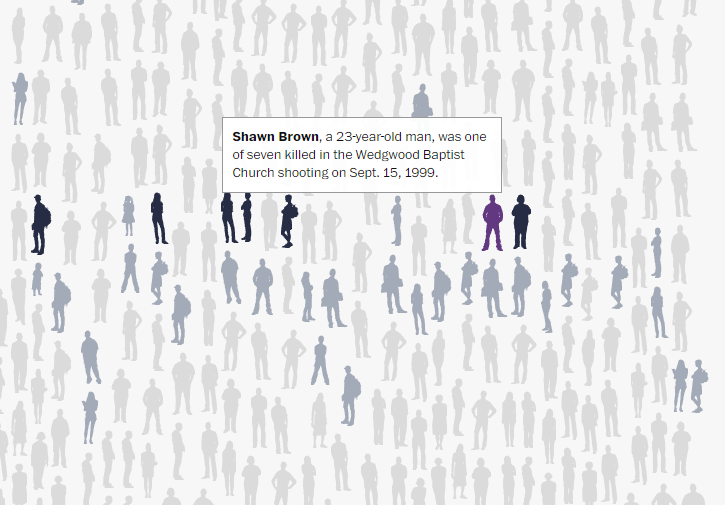 Shawn Brown, a 23-year-old man, was one
of seven killed in the Wedgwood Baptist
Church shooting on Sept. 15, 1999.